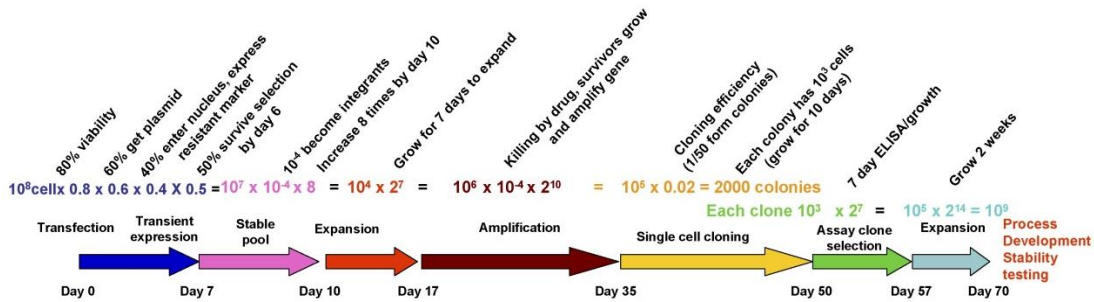 80% viability
60% get plasmid
40% enter nucleus, express
resistant marker
50% survive selection
by day 6
10⁻⁴ become integrants
Increase 8 times by day 10
Grow for 7 days to expand
Killing by drug, survivors grow
and amplify gene
Cloning efficiency
(1/50 form colonies)
Each colony has 10³ cells
(grow for 10 days)
7 day ELISA/growth
Grow 2 weeks
10⁸cell x 0.8 x 0.6 x 0.4 X 0.5 = 10⁷ x 10⁻⁴ x 8 = 10⁴ x 2⁷ = 10⁶ x 10⁻⁴ x 2¹⁰ = 10⁵ x 0.02 = 2000 colonies
Each clone 10³ x 2⁷ = 10⁵ x 2¹⁴ = 10⁹
Transfection
Transient
expression
Stable
pool
Expansion
Amplification
Single cell cloning
Assay clone
selection
Expansion
Process
Development
Stability
testing
Day 0
Day 7
Day 10
Day 17
Day 35
Day 50
Day 57
Day 70